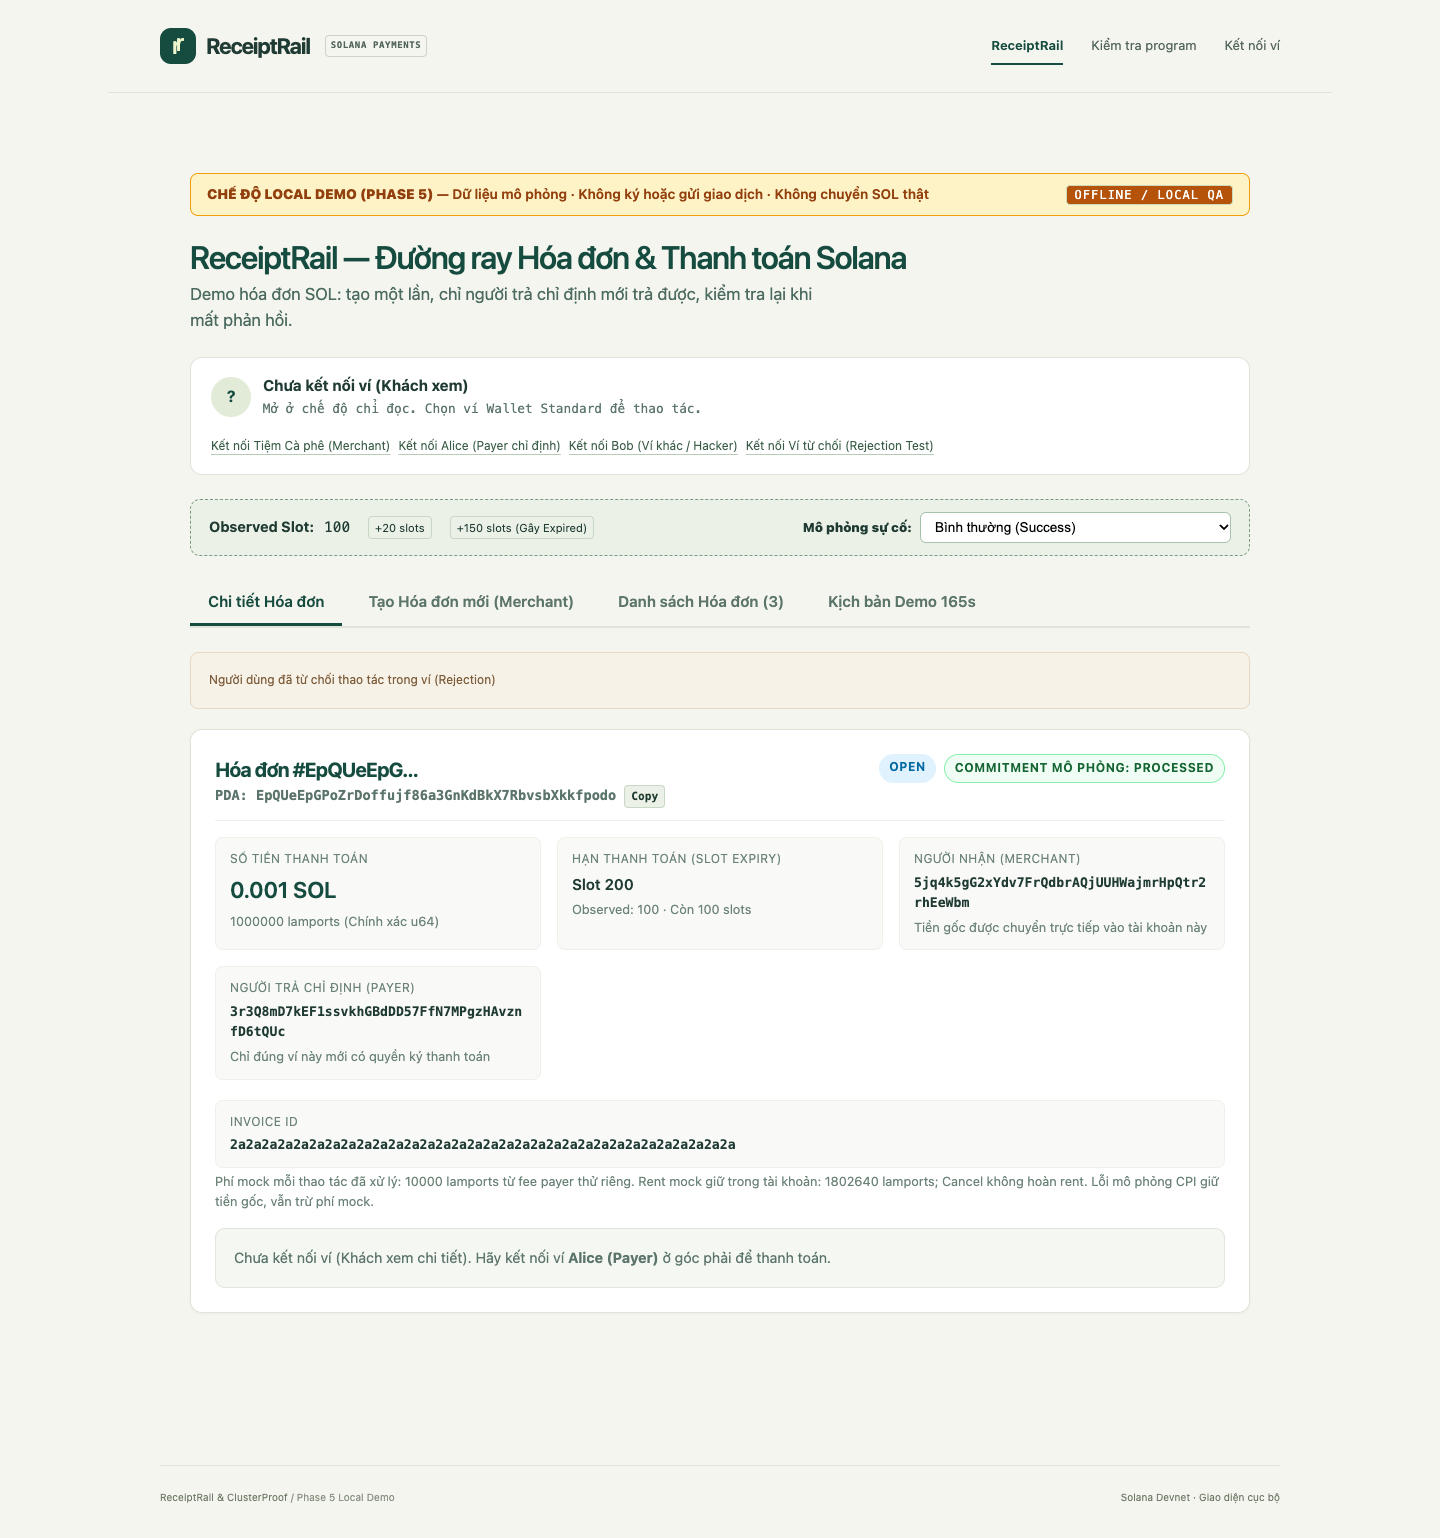 ReceiptRail SOLANA PAYMENTS ReceiptRail Kiểm tra program Kết nối ví
CHẾ ĐỘ LOCAL DEMO (PHASE 5) — Dữ liệu mô phỏng · Không ký hoặc gửi giao dịch · Không chuyển SOL thật OFFLINE / LOCAL QA
ReceiptRail — Đường ray Hóa đơn & Thanh toán Solana
Demo hóa đơn SOL: tạo một lần, chỉ người trả chỉ định mới trả được, kiểm tra lại khi
mất phản hồi.
?
Chưa kết nối ví (Khách xem)
Mở ở chế độ chỉ đọc. Chọn ví Wallet Standard để thao tác.
Kết nối Tiệm Cà phê (Merchant) Kết nối Alice (Payer chỉ định) Kết nối Bob (Ví khác / Hacker) Kết nối Ví từ chối (Rejection Test)
Observed Slot: 100 +20 slots +150 slots (Gây Expired) Mô phỏng sự cố: Bình thường (Success)
Chi tiết Hóa đơn Tạo Hóa đơn mới (Merchant) Danh sách Hóa đơn (3) Kịch bản Demo 165s
Người dùng đã từ chối thao tác trong ví (Rejection)
Hóa đơn #EpQUeEpG... OPEN COMMITMENT MÔ PHỎNG: PROCESSED
PDA: EpQUeEpGPoZrDoffujf86a3GnKdBkX7RbvsbXkkfpodo Copy
SỐ TIỀN THANH TOÁN
0.001 SOL
1000000 lamports (Chính xác u64)
HẠN THANH TOÁN (SLOT EXPIRY)
Slot 200
Observed: 100 · Còn 100 slots
NGƯỜI NHẬN (MERCHANT)
5jq4k5gG2xYdv7FrQdbrAQjUUHWajmrHpQtr2
rhEeWbm
Tiền gốc được chuyển trực tiếp vào tài khoản này
NGƯỜI TRẢ CHỈ ĐỊNH (PAYER)
3r3Q8mD7kEF1ssvkhGBdDD57FfN7MPgzHAvzn
fD6tQUc
Chỉ đúng ví này mới có quyền ký thanh toán
INVOICE ID
2a2a2a2a2a2a2a2a2a2a2a2a2a2a2a2a2a2a2a2a2a2a2a2a2a2a2a2a2a2a2a2a
Phí mock mỗi thao tác đã xử lý: 10000 lamports từ fee payer thử riêng. Rent mock giữ trong tài khoản: 1802640 lamports; Cancel không hoàn rent. Lỗi mô phỏng CPI giữ
tiền gốc, vẫn trừ phí mock.
Chưa kết nối ví (Khách xem chi tiết). Hãy kết nối ví Alice (Payer) ở góc phải để thanh toán.
ReceiptRail & ClusterProof / Phase 5 Local Demo Solana Devnet · Giao diện cục bộ